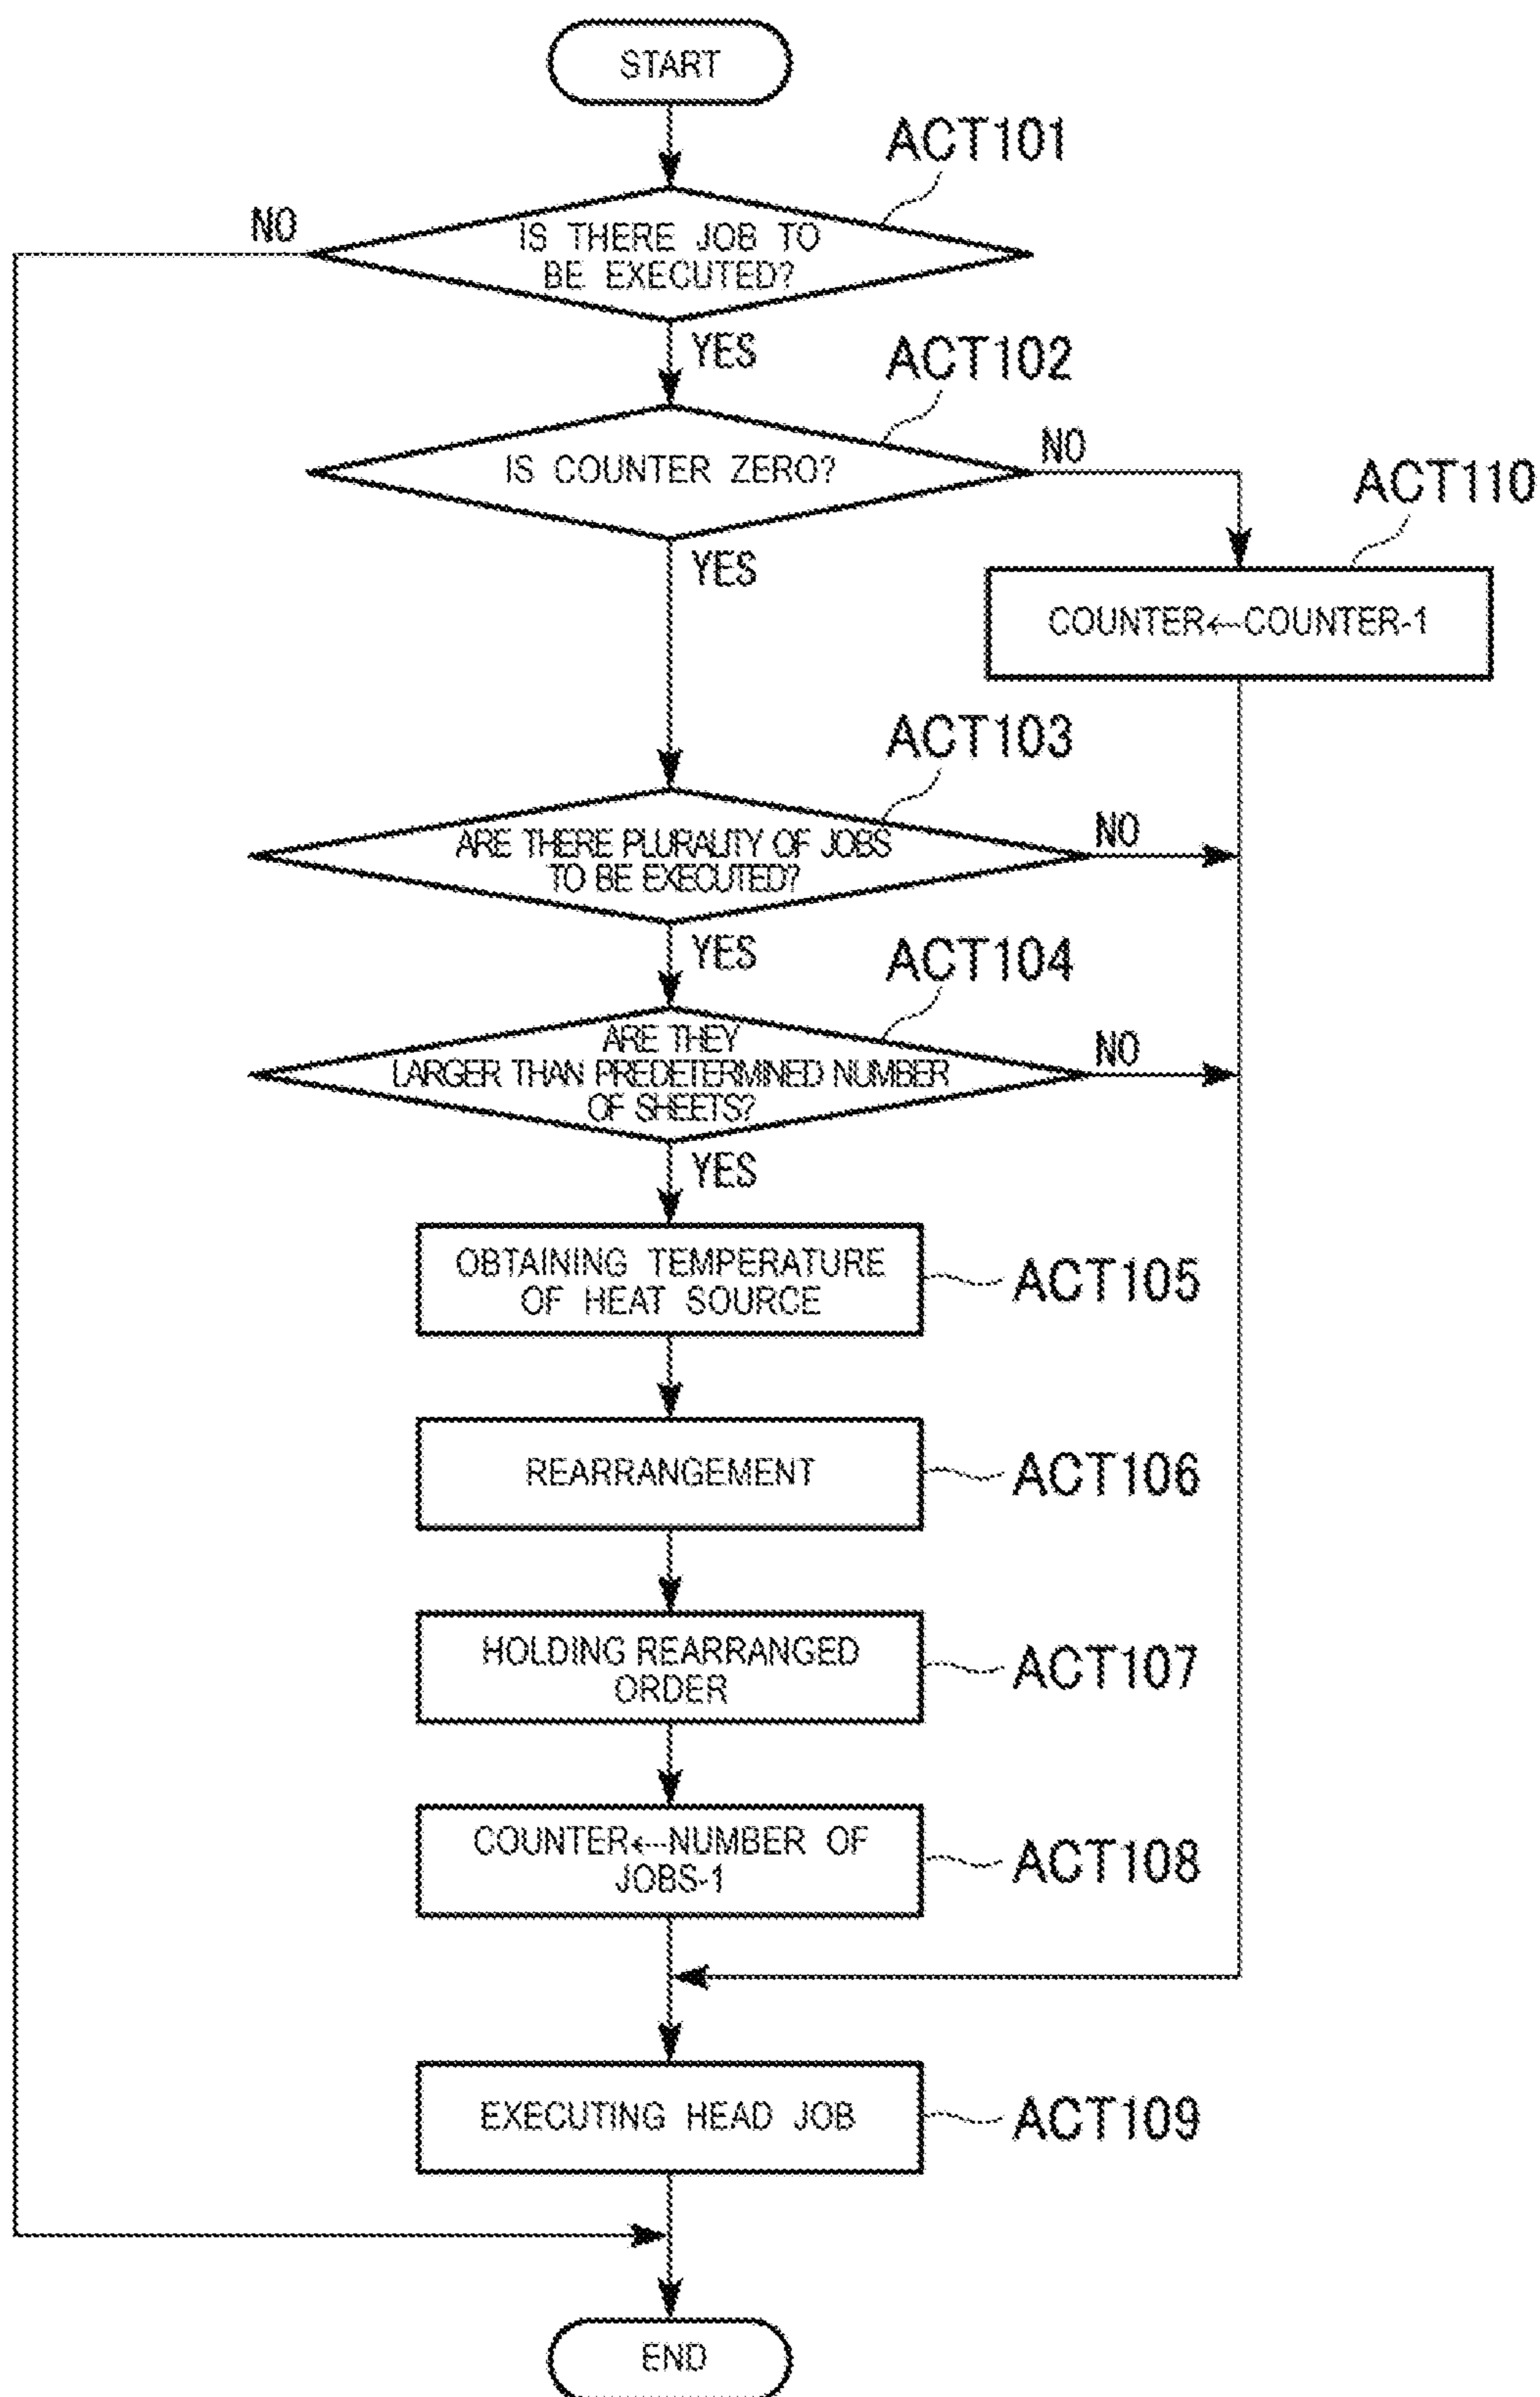 START
ACT101
NO
IS THERE JOB TO
BE EXECUTED?
YES
ACT102
NO
IS COUNTER ZERO?
ACT110
YES
COUNTER←COUNTER-1
ACT103
NO
ARE THERE PLURALITY OF JOBS
TO BE EXECUTED?
YES
ACT104
ARE THEY
NO
LARGER THAN PREDETERMINED NUMBER
OF SHEETS?
YES
OBTAINING TEMPERATURE
OF HEAT SOURCE
ACT105
REARRANGEMENT
ACT106
HOLDING REARRANGED
ORDER
ACT107
COUNTER←NUMBER OF
JOBS-1
ACT108
EXECUTING HEAD JOB
ACT109
END